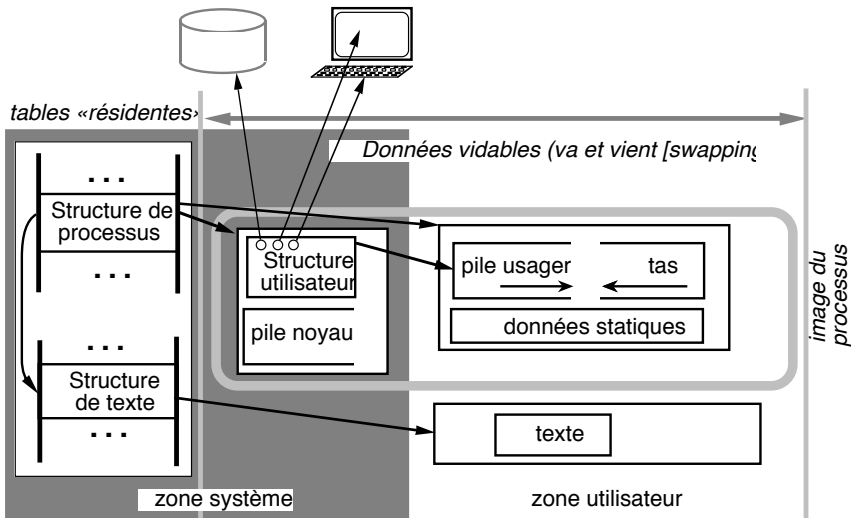 tables «résidentes»
Données vidables (va et vient [swapping
. . .
Structure de
processus
. . .
Structure
utilisateur
pile noyau
pile usager
tas
données statiques
image du
processus
. . .
Structure
de texte
. . .
texte
zone système
zone utilisateur